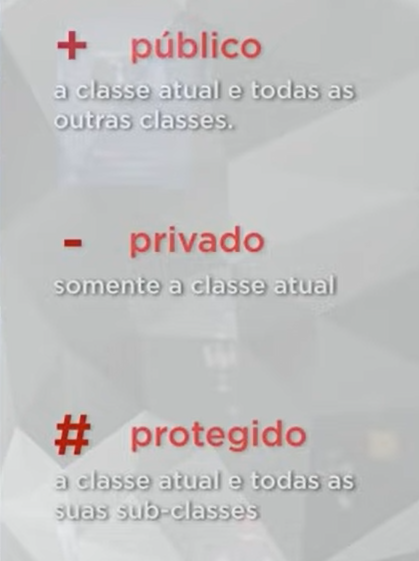 + público
a classe atual e todas as
outras classes.
- privado
somente a classe atual
# protegido
a classe atual e todas as
suas sub-classes